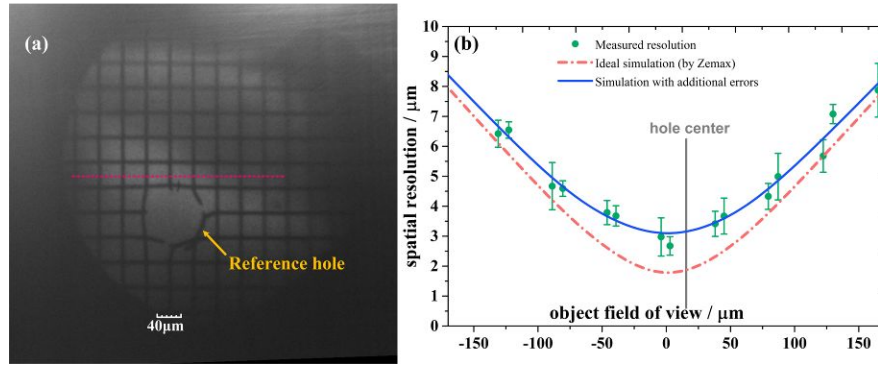 (a)
Reference hole
40μm
(b)
Measured resolution
Ideal simulation (by Zemax)
Simulation with additional errors
hole center
spatial resolution / μm
10
9
8
7
6
5
4
3
2
1
0
object field of view / μm
-150 -100 -50 0 50 100 150